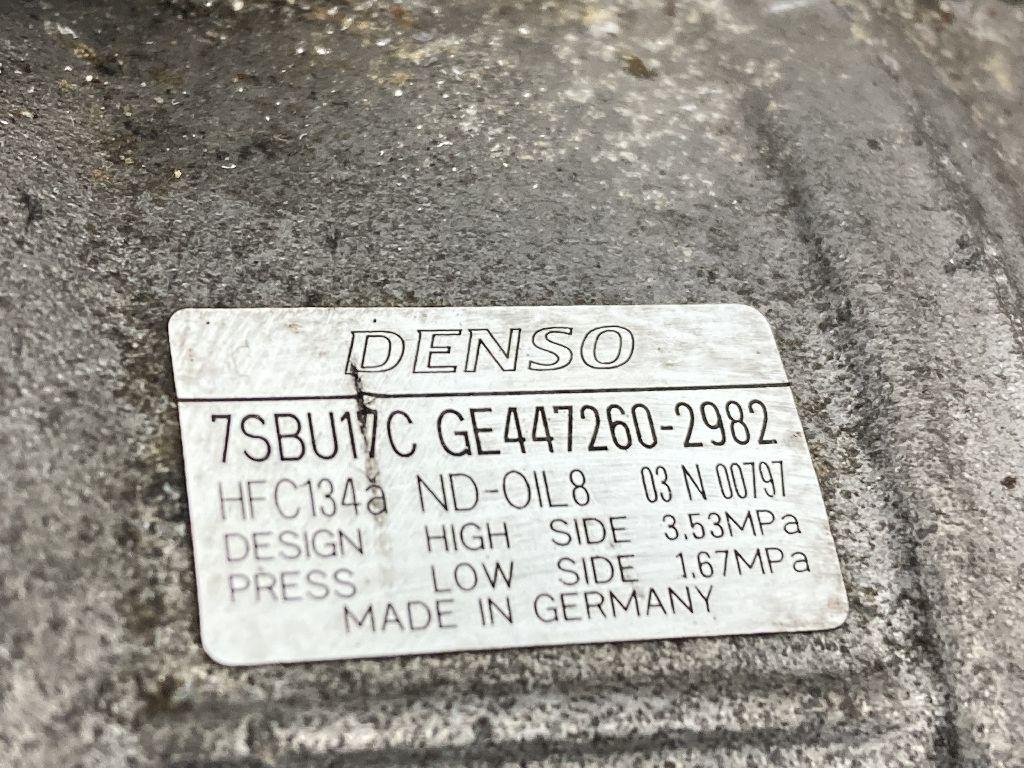 DENSO
7SBU17C GE447260-2982
HFC134a ND-OIL8 03 N 00797
DESIGN HIGH SIDE 3.53MPa
PRESS LOW SIDE 1.67MPa
MADE IN GERMANY